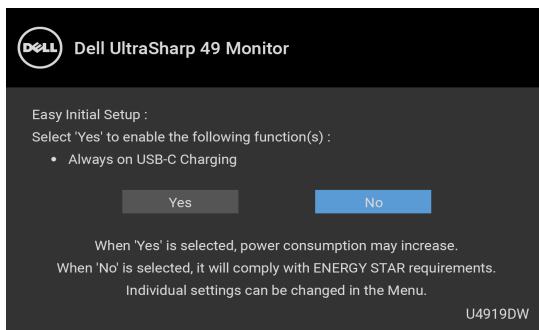 DELL
Dell UltraSharp 49 Monitor
Easy Initial Setup :
Select 'Yes' to enable the following function(s) :
• Always on USB-C Charging
Yes
No
When 'Yes' is selected, power consumption may increase.
When 'No' is selected, it will comply with ENERGY STAR requirements.
Individual settings can be changed in the Menu.
U4919DW